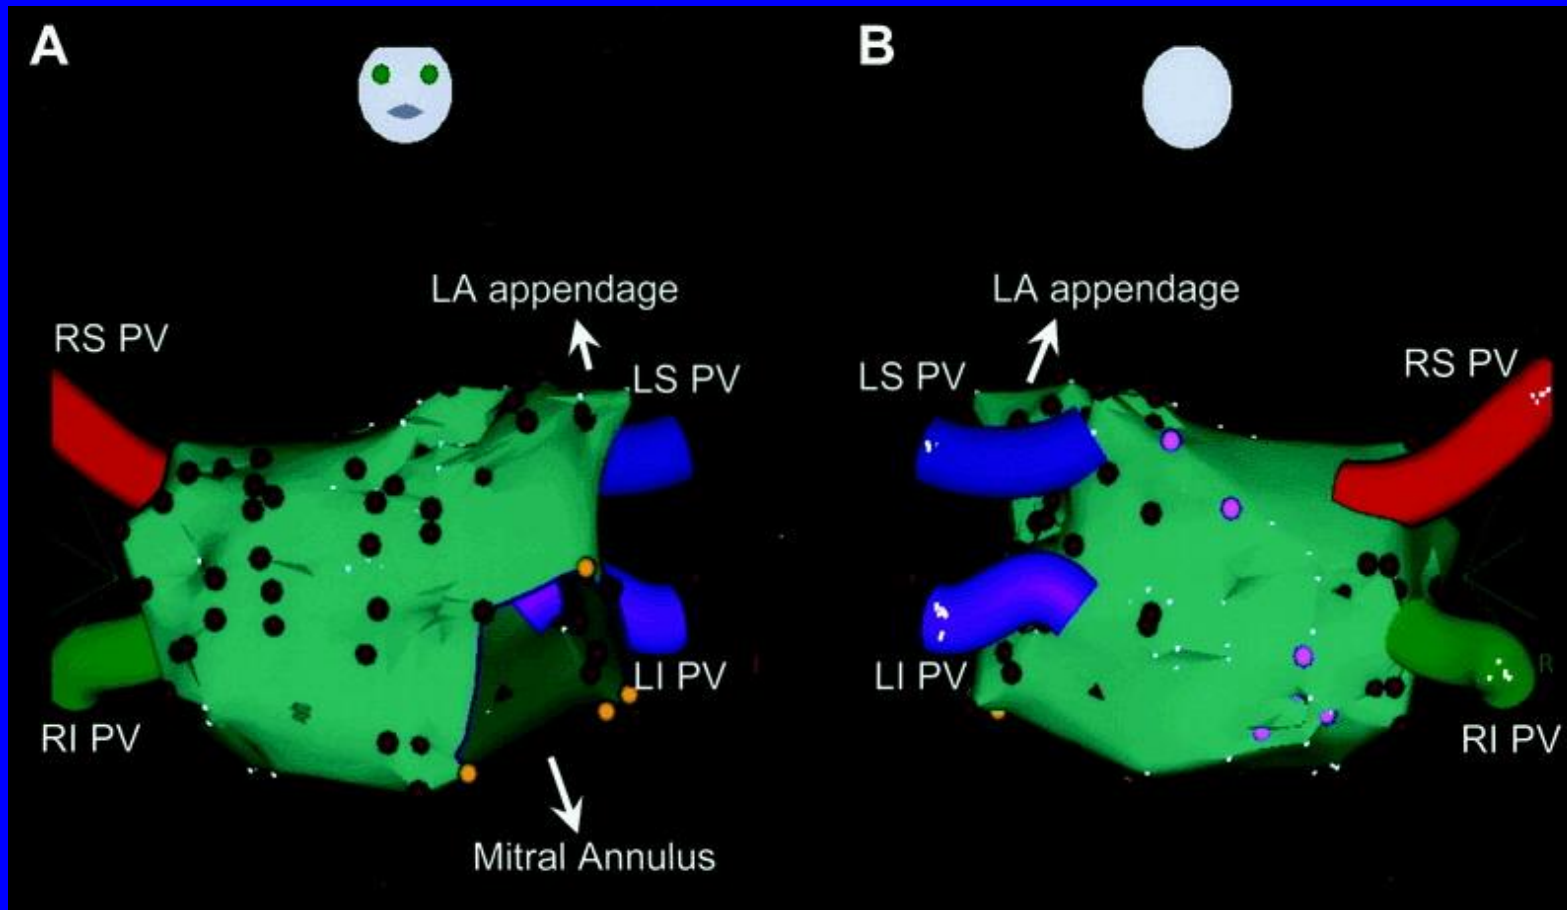 A
B
LA appendage
LA appendage
RS PV
LS PV
LS PV
RS PV
LI PV
LI PV
R
RI PV
RI PV
Mitral Annulus